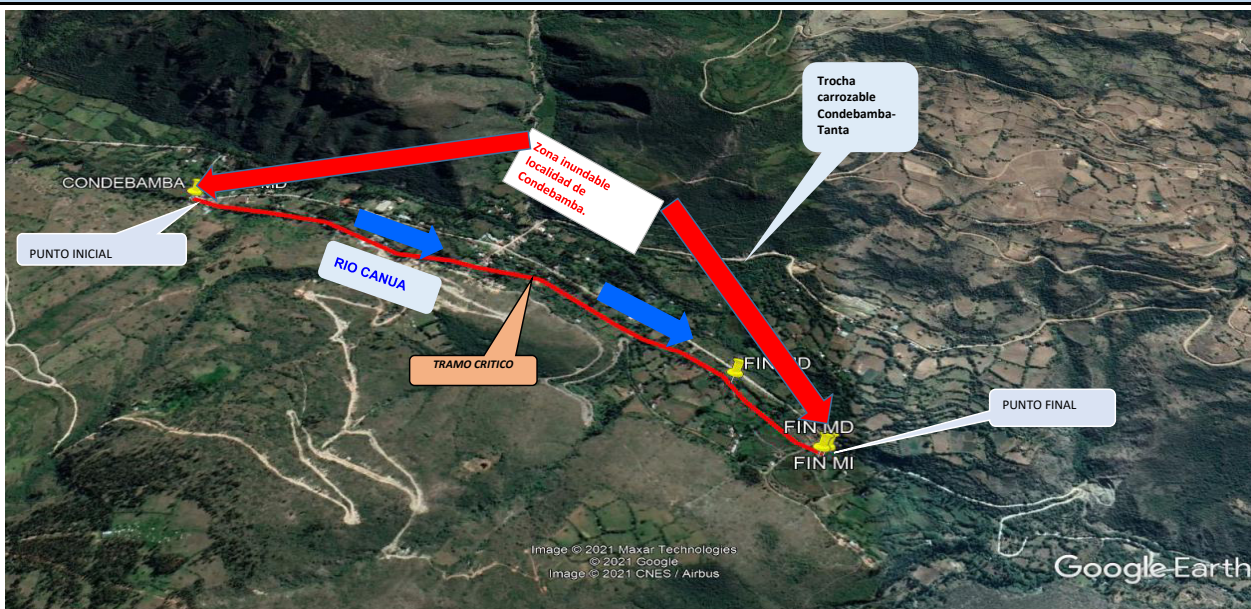 Trocha
carrozable
Condebamba-
Tanta
Zona inundable
localidad de
Condebamba.
CONDEBAMBA
MD
PUNTO INICIAL
RIO CANUA
TRAMO CRITICO
FIN MD
PUNTO FINAL
FIN MD
FIN MI
Image © 2021 Maxar Technologies
© 2021 Google
Image © 2021 CNES / Airbus
Google Earth